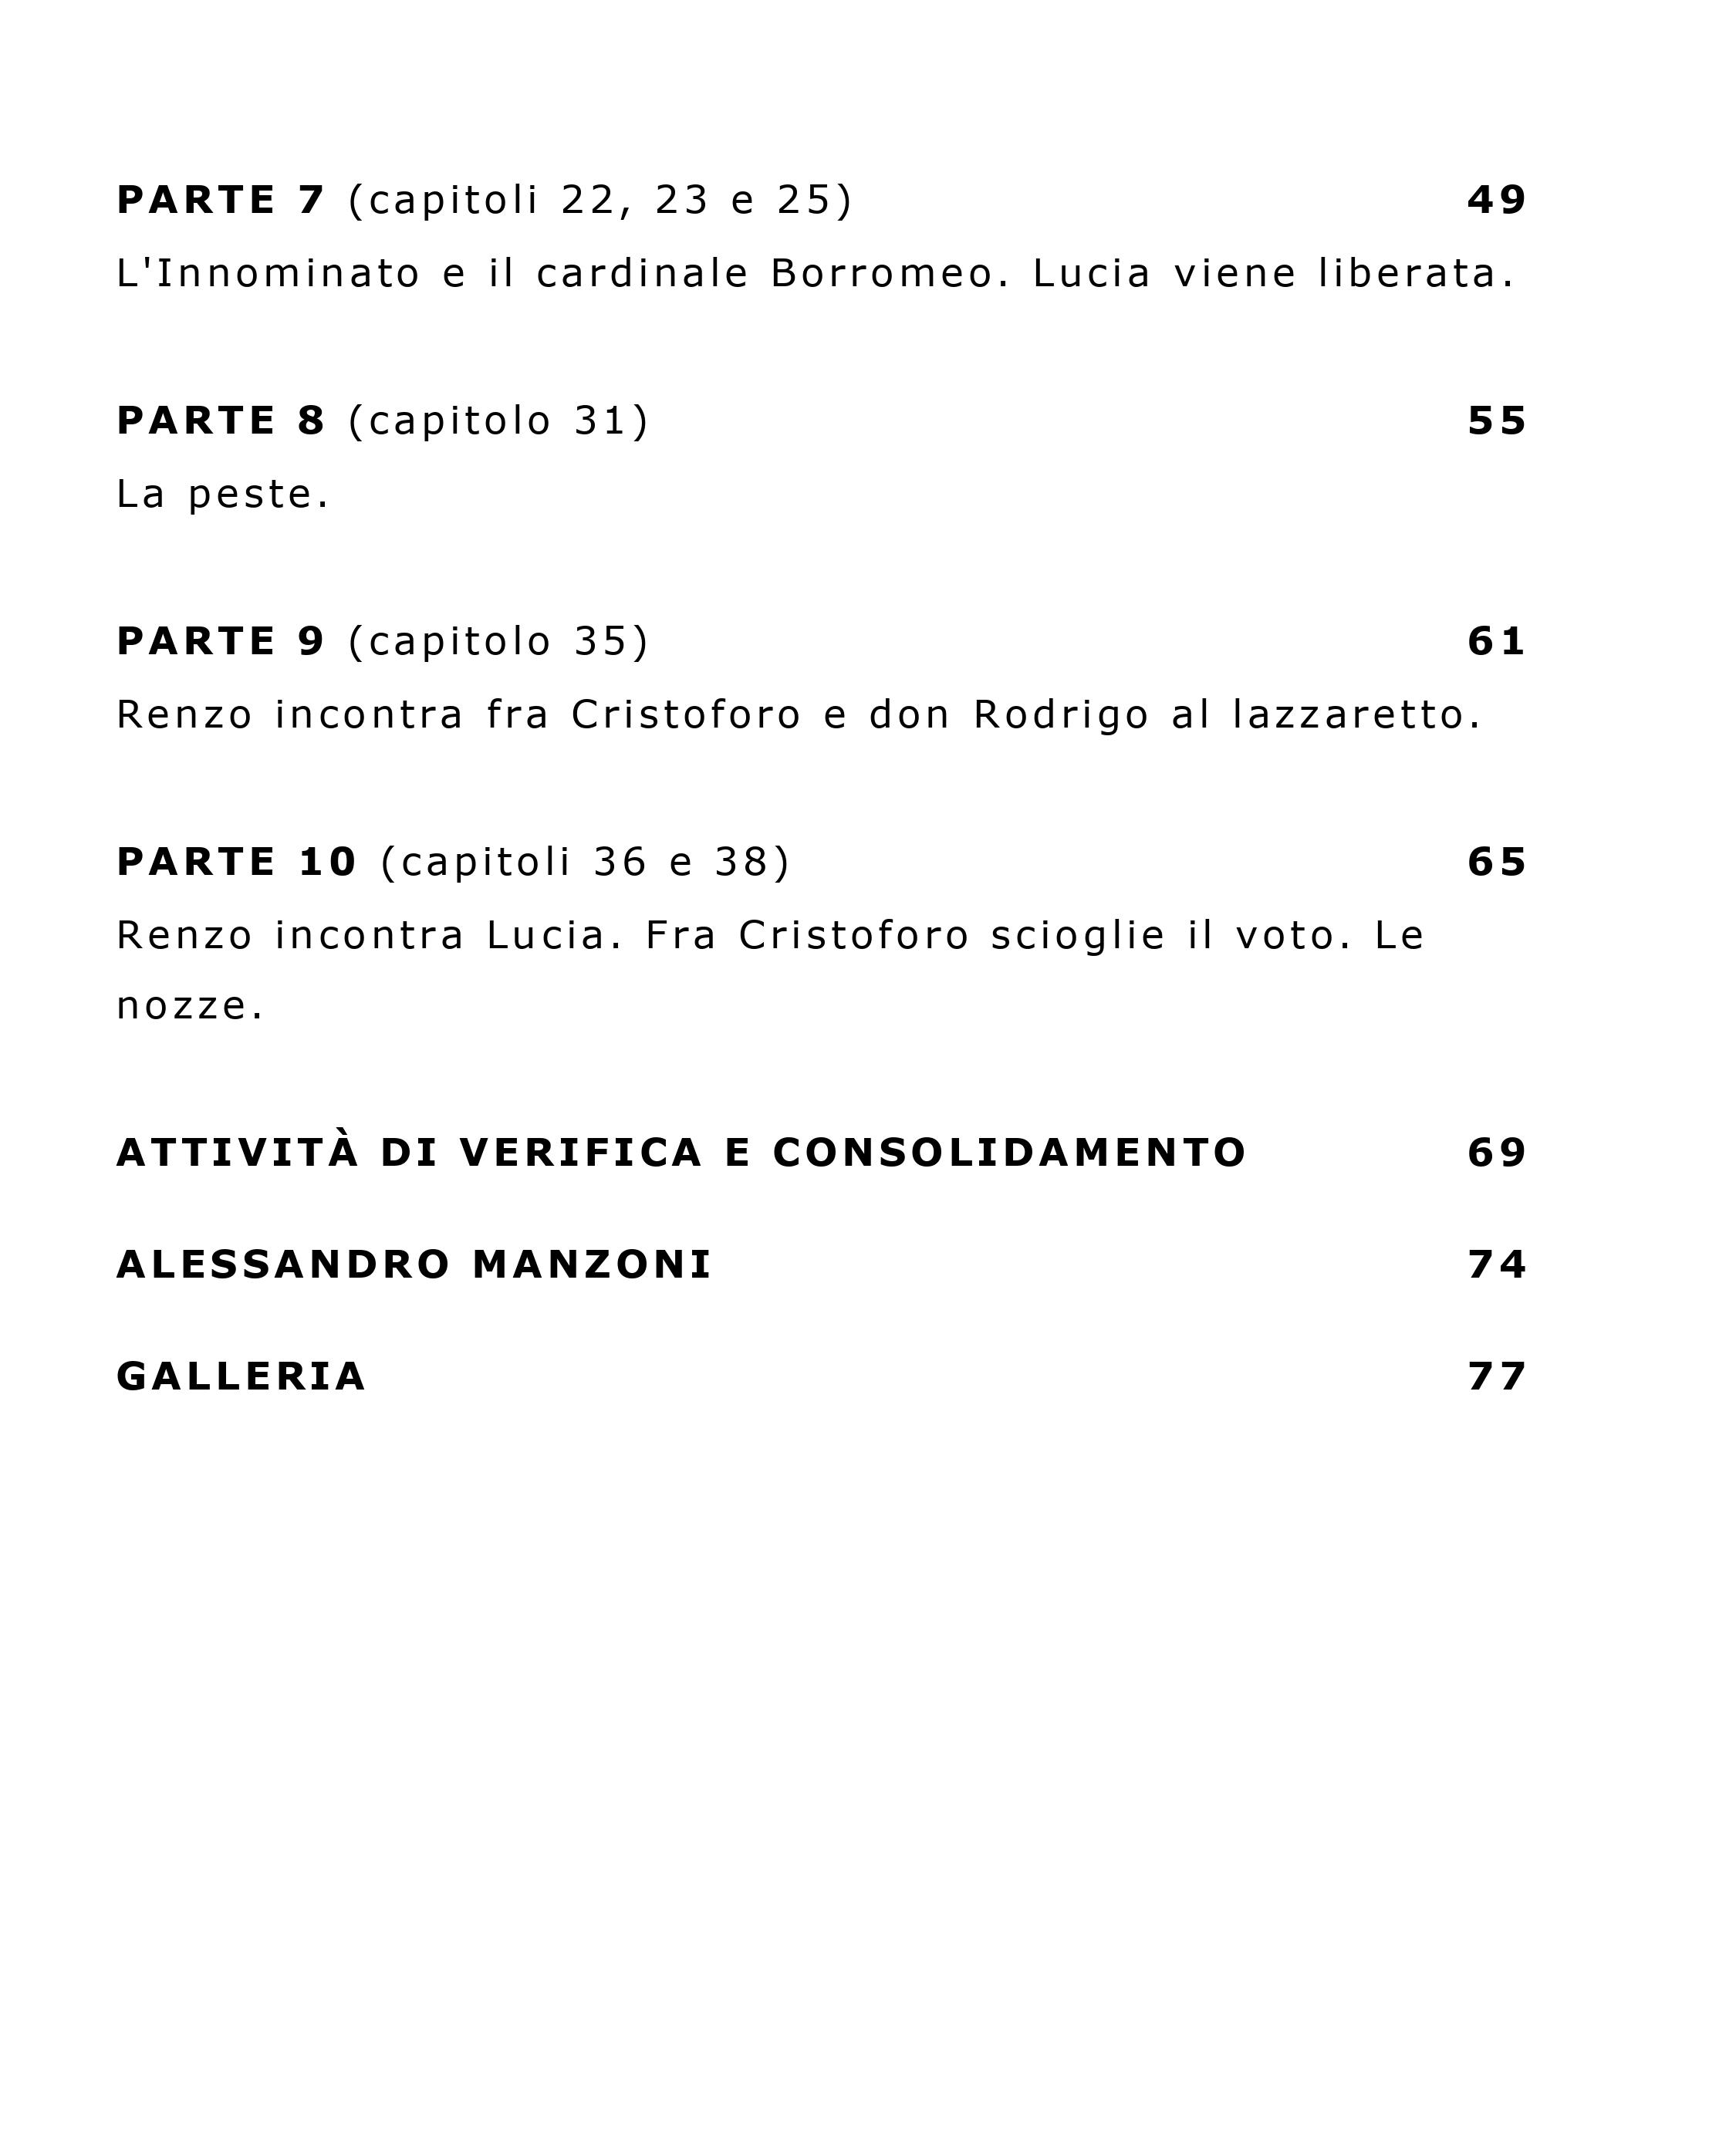 PARTE 7 (capitoli 22, 23 e 25) 49
L'Innominato e il cardinale Borromeo. Lucia viene liberata.
PARTE 8 (capitolo 31) 55
La peste.
PARTE 9 (capitolo 35) 61
Renzo incontra fra Cristoforo e don Rodrigo al lazzaretto.
PARTE 10 (capitoli 36 e 38) 65
Renzo incontra Lucia. Fra Cristoforo scioglie il voto. Le
nozze.
ATTIVITÀ DI VERIFICA E CONSOLIDAMENTO 69
ALESSANDRO MANZONI 74
GALLERIA 77